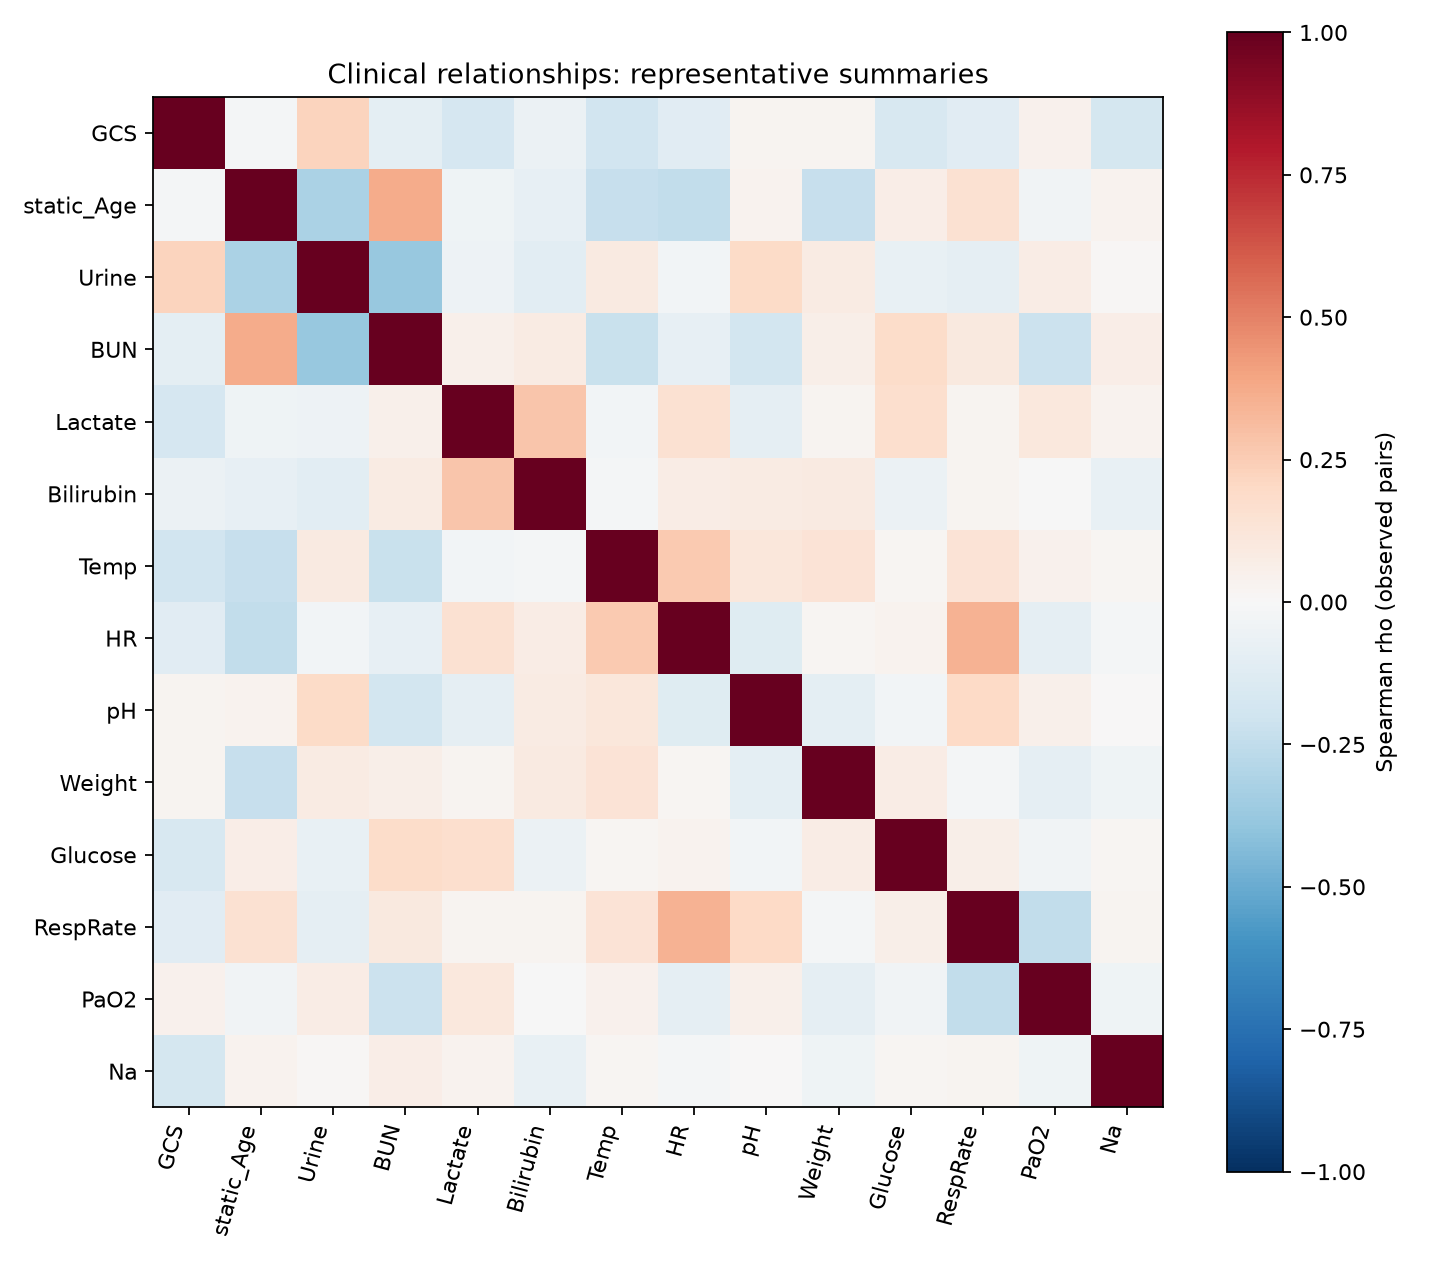 Clinical relationships: representative summaries
GCS
static_Age
Urine
BUN
Lactate
Bilirubin
Temp
HR
pH
Weight
Glucose
RespRate
PaO2
Na
GCS
static_Age
Urine
BUN
Lactate
Bilirubin
Temp
HR
pH
Weight
Glucose
RespRate
PaO2
Na
1.00
0.75
0.50
0.25
0.00
−0.25
−0.50
−0.75
−1.00
Spearman rho (observed pairs)